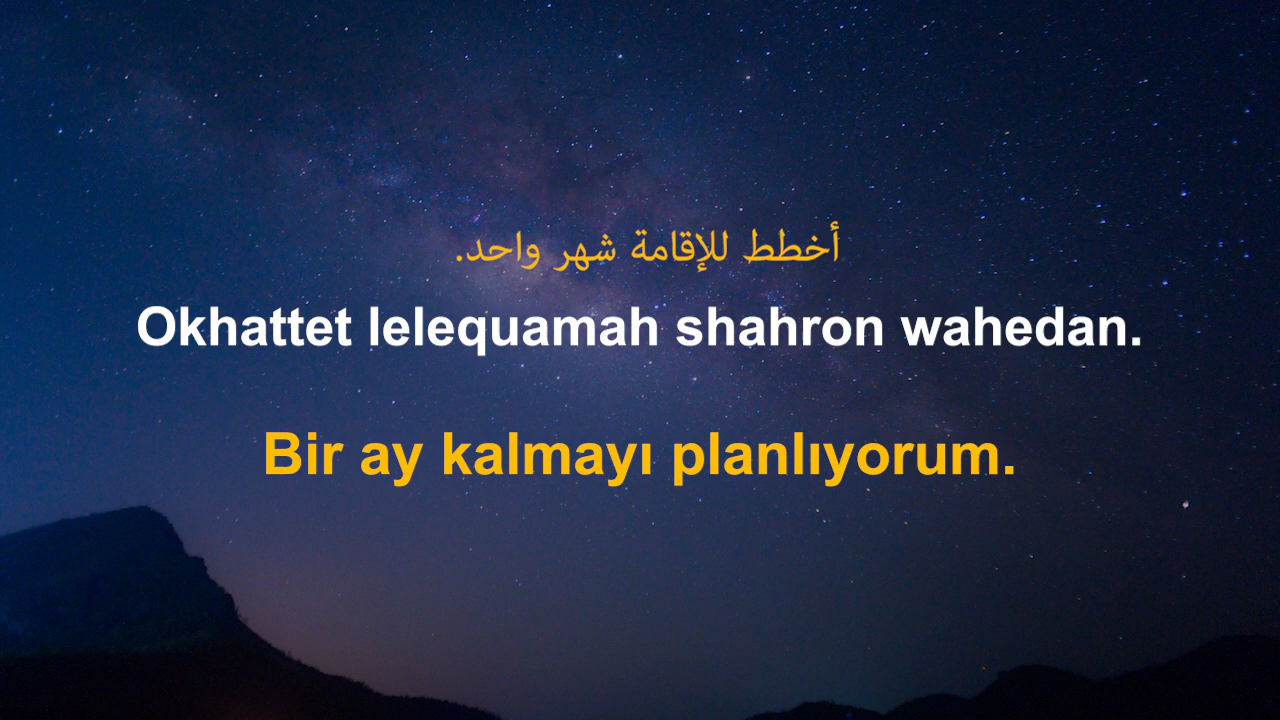 أخطط للإقامة شهر واحد.
Okhattet lelequamah shahron wahedan.
Bir ay kalmayı planlıyorum.